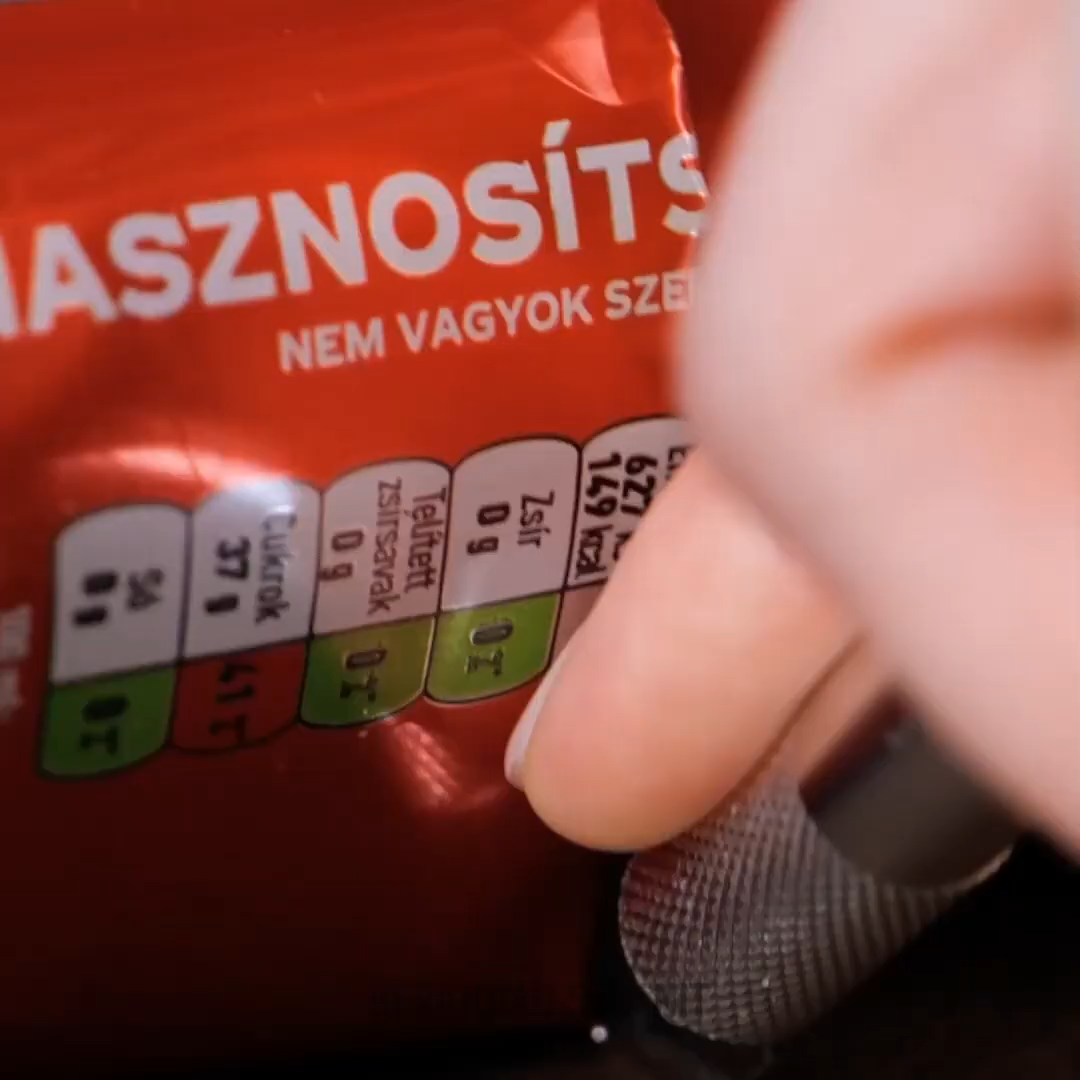 HASZNOSÍTS
NEM VAGYOK SZE
627
149 kcal
Zsír
0 g
0%
Telített
zsírsavak
0 g
0%
Cukrok
37 g
41%
Só
0 g
0%